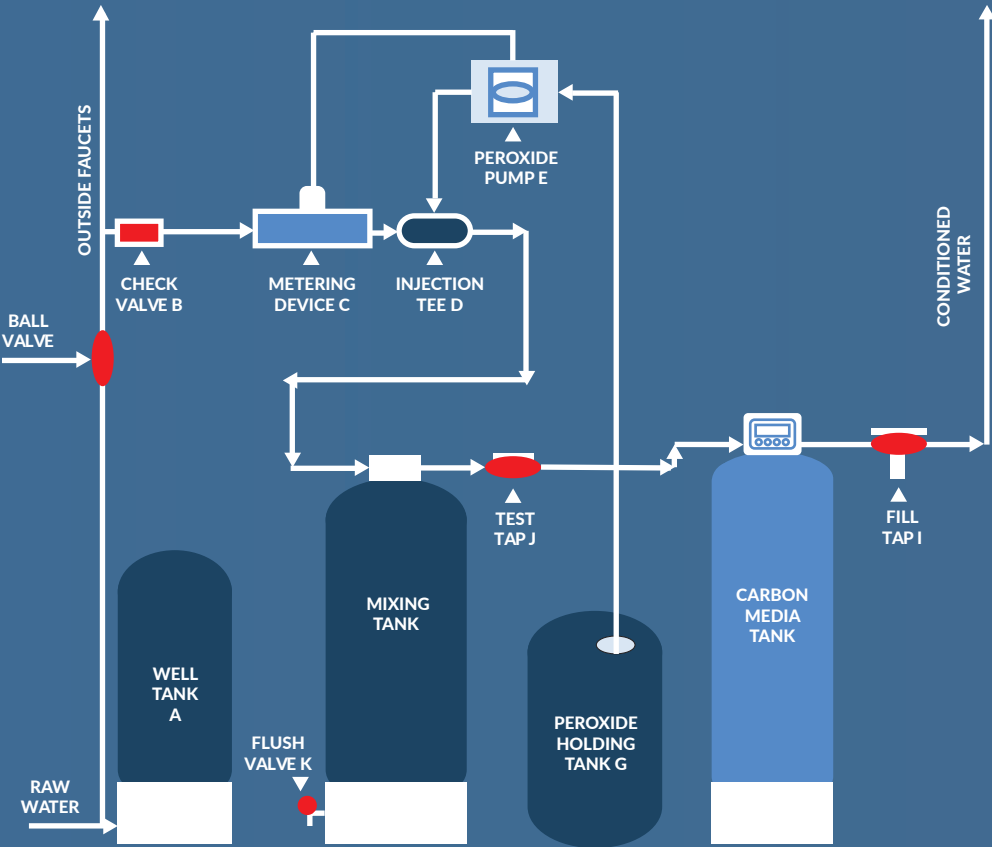 OUTSIDE FAUCETS
PEROXIDE
PUMP E
CONDITIONED
WATER
CHECK
VALVE B
METERING
DEVICE C
INJECTION
TEE D
BALL
VALVE
TEST
TAP J
FILL
TAP I
MIXING
TANK
CARBON
MEDIA
TANK
WELL
TANK
A
PEROXIDE
HOLDING
TANK G
FLUSH
VALVE K
RAW
WATER